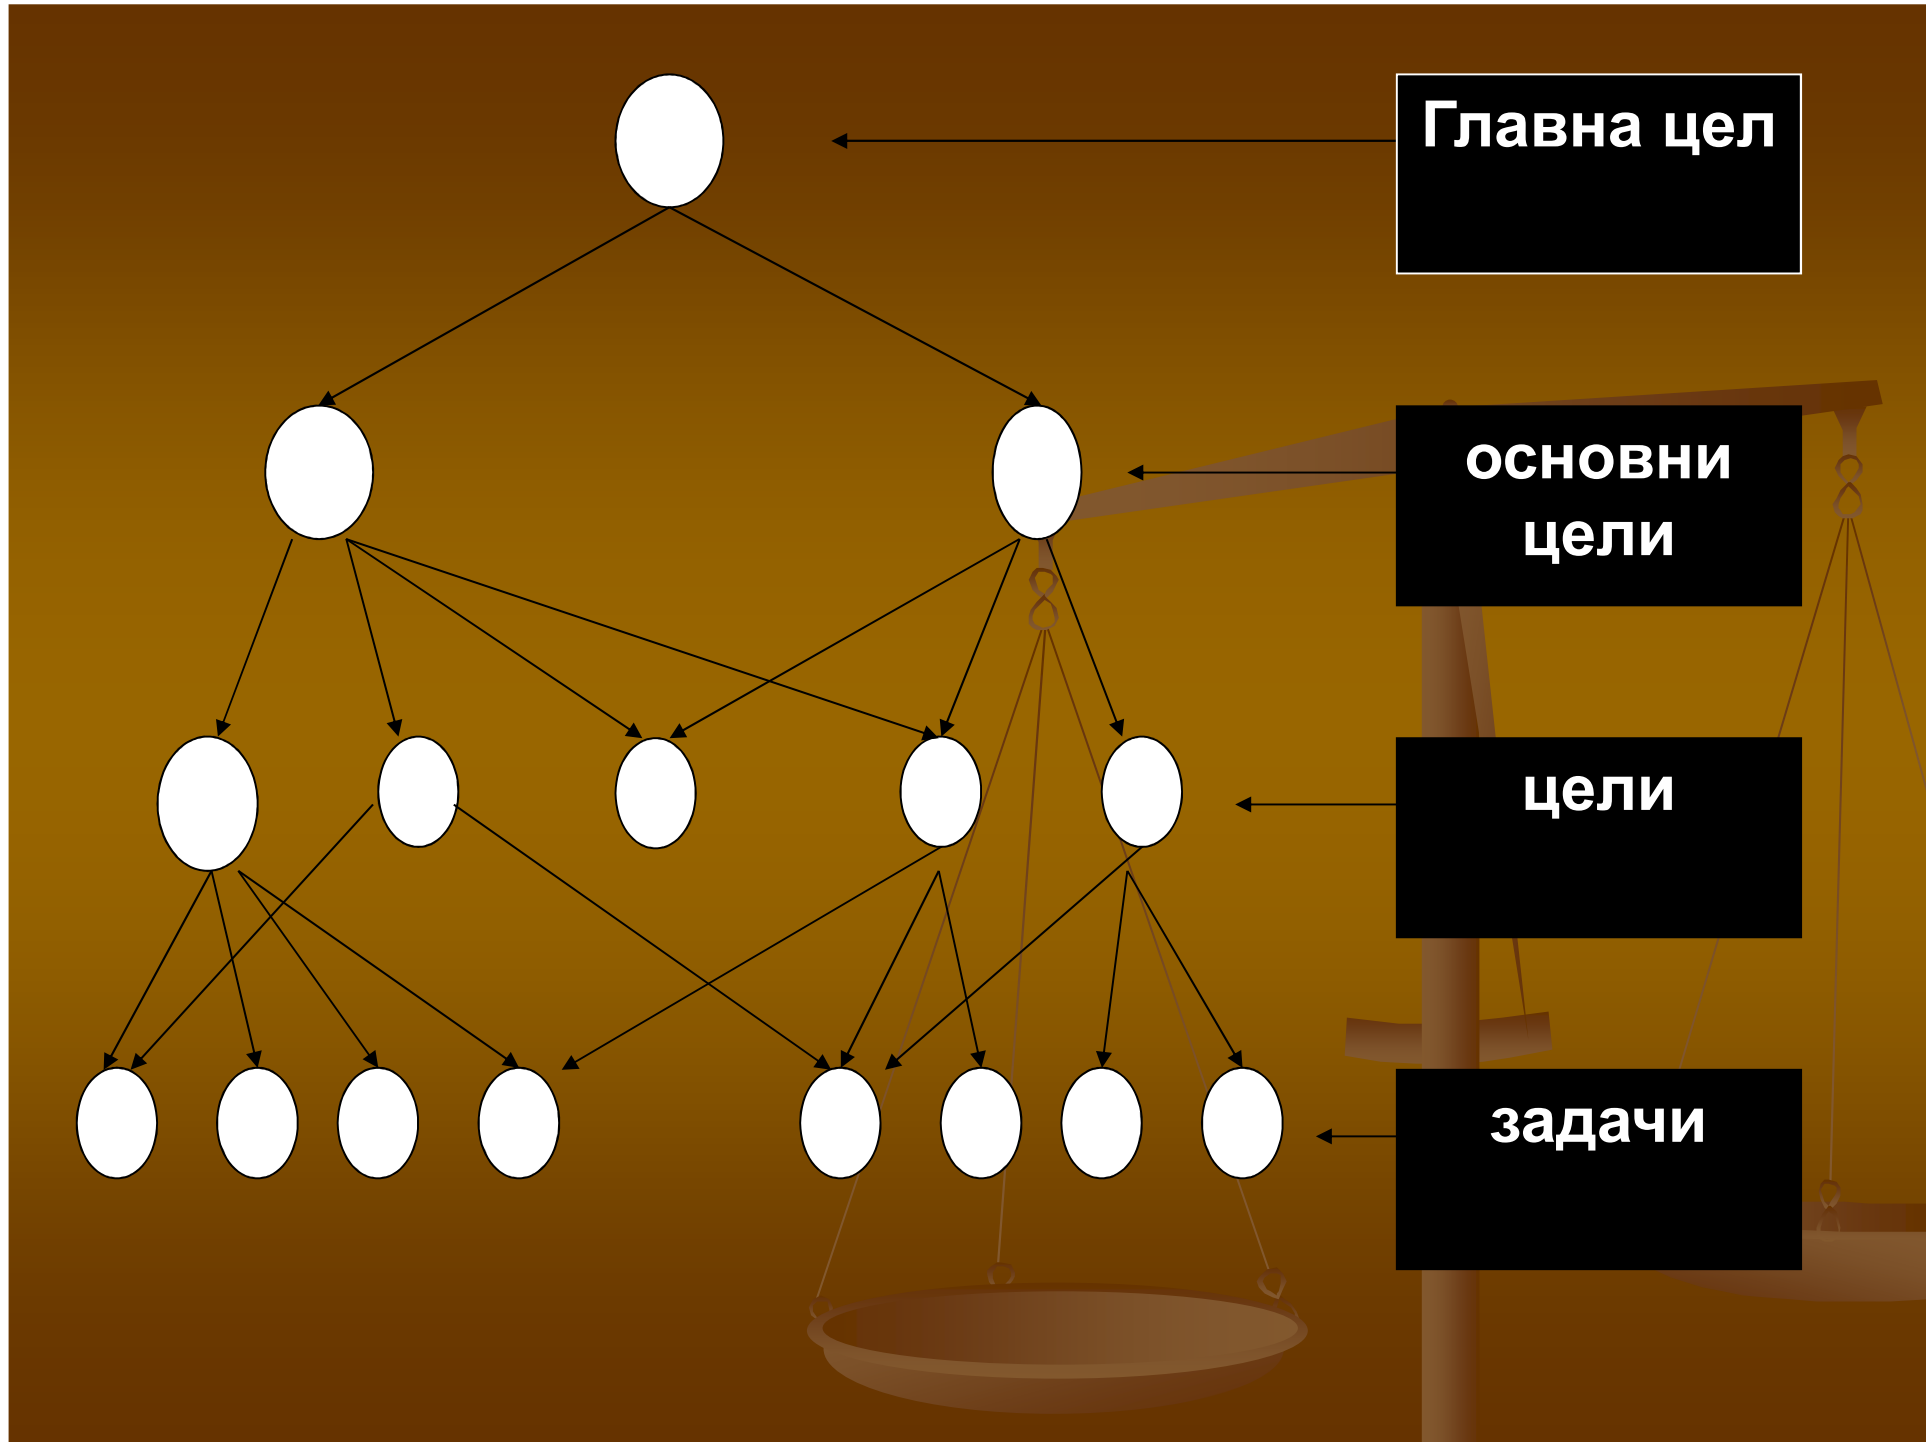 Главна цел
основни
цели
цели
задачи